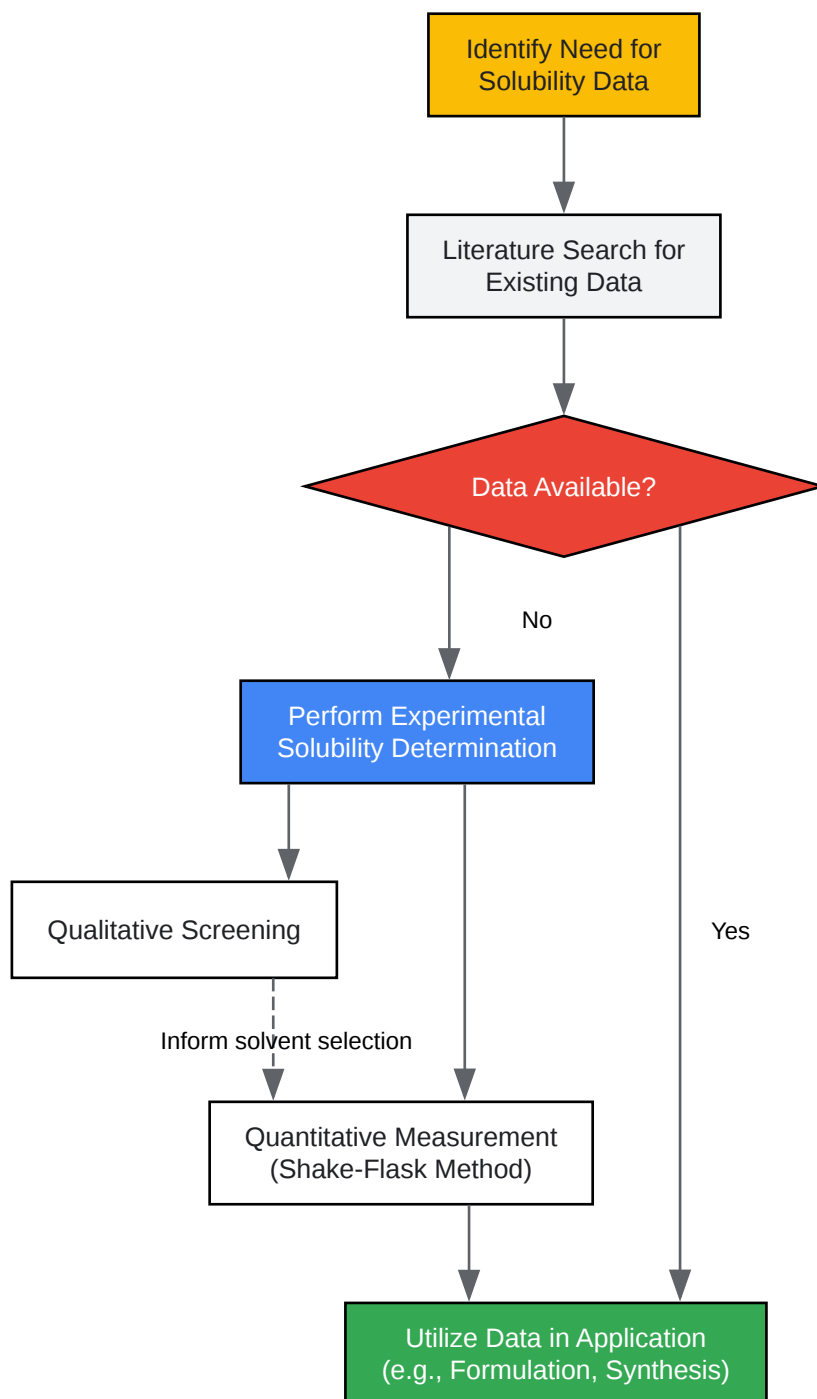 Identify Need for
Solubility Data
Literature Search for
Existing Data
Data Available?
No
Perform Experimental
Solubility Determination
Qualitative Screening
Yes
Inform solvent selection
Quantitative Measurement
(Shake-Flask Method)
Utilize Data in Application
(e.g., Formulation, Synthesis)